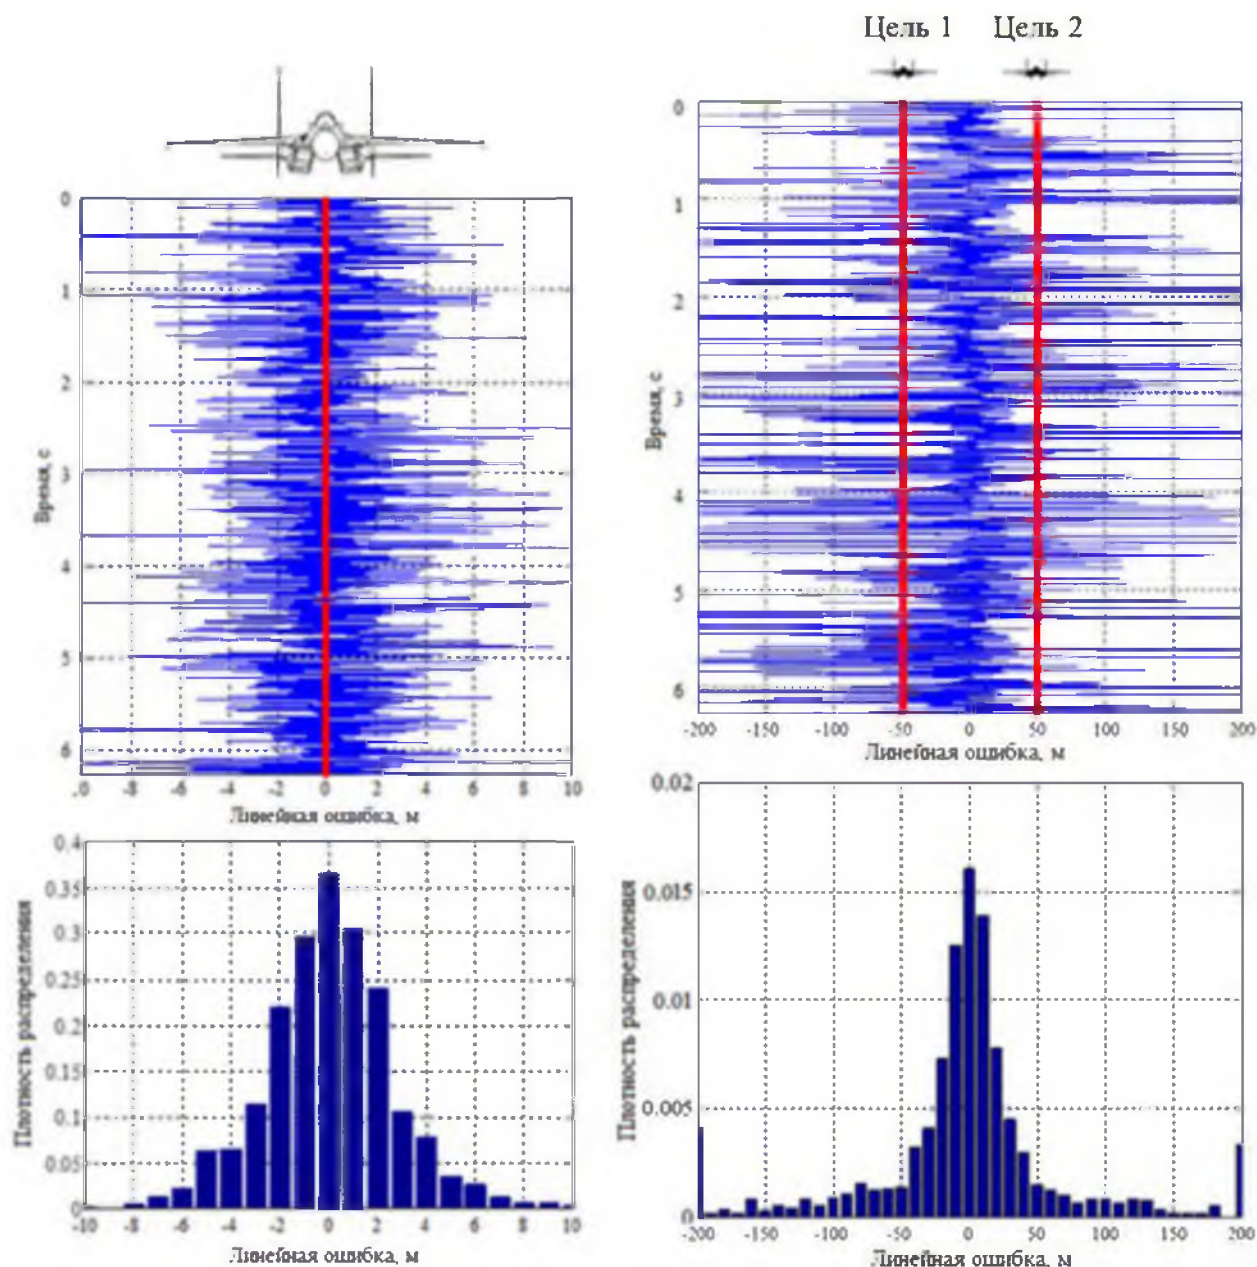 Цель 1 Цель 2
0
1
2
3
4
5
6
Время, с
.0 -8 -6 -4 -2 0 2 4 6 8 10
Линейная ошибка, м
0
1
2
3
4
5
6
Время, с
-200 -150 -100 -50 0 50 100 150 200
Линейная ошибка, м
0.4
0.35
0.3
0.25
0.2
0.15
0.1
0.05
0
Плотность распределения
-10 -8 -6 -4 -2 0 2 4 6 8 10
Линейная ошибка, м
0.02
0.015
0.01
0.005
0
Плотность распределения
-200 -150 -100 -50 0 50 100 150 200
Линейная ошибка, м